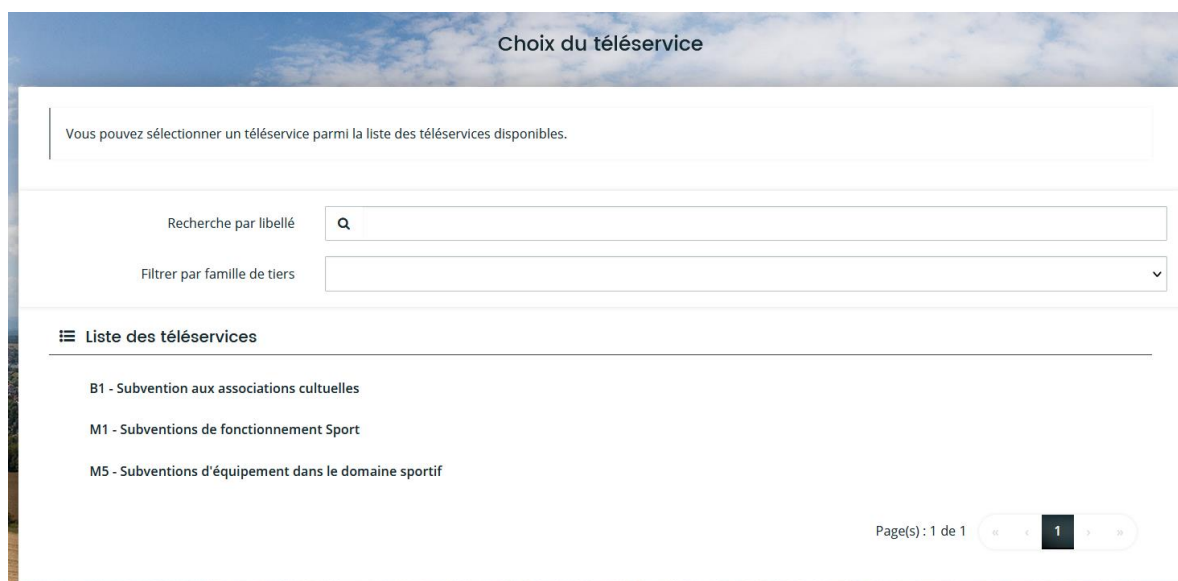 Choix du téléservice
Vous pouvez sélectionner un téléservice parmi la liste des téléservices disponibles.
Recherche par libellé
Filtrer par famille de tiers
Liste des téléservices
B1 - Subvention aux associations cultuelles
M1 - Subventions de fonctionnement Sport
M5 - Subventions d'équipement dans le domaine sportif
Page(s) : 1 de 1 « ‹ 1 › »